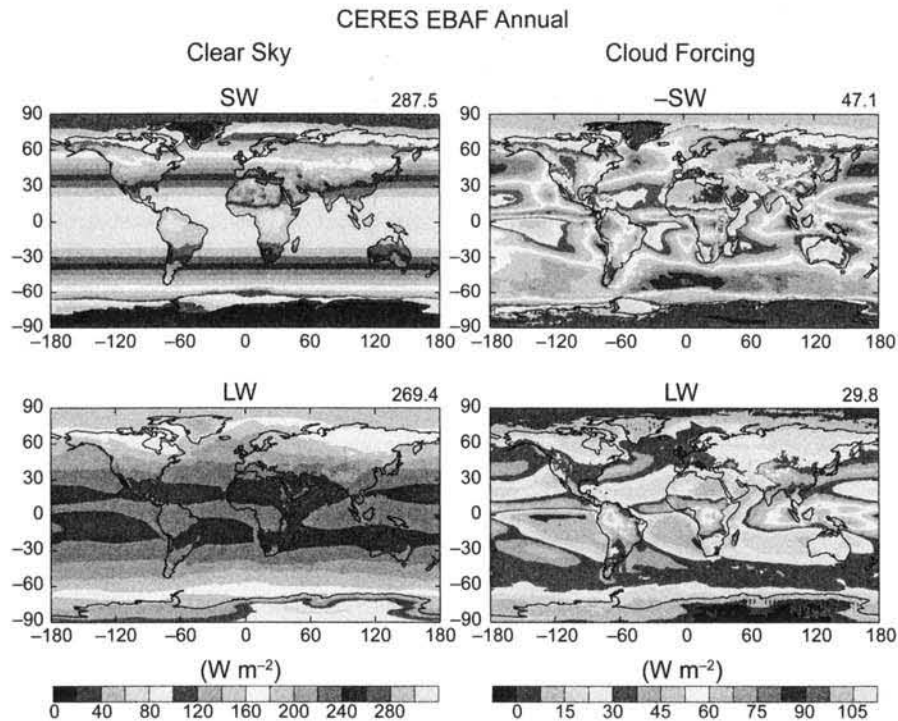 CERES EBAF Annual
Clear Sky Cloud Forcing
SW 287.5 –SW 47.1
90 90
60 60
30 30
0 0
–30 –30
–60 –60
–90 –90
–180 –120 –60 0 60 120 180 –180 –120 –60 0 60 120 180
LW 269.4 LW 29.8
90 90
60 60
30 30
0 0
–30 –30
–60 –60
–90 –90
–180 –120 –60 0 60 120 180 –180 –120 –60 0 60 120 180
(W m⁻²) (W m⁻²)
0 40 80 120 160 200 240 280 0 15 30 45 60 75 90 105